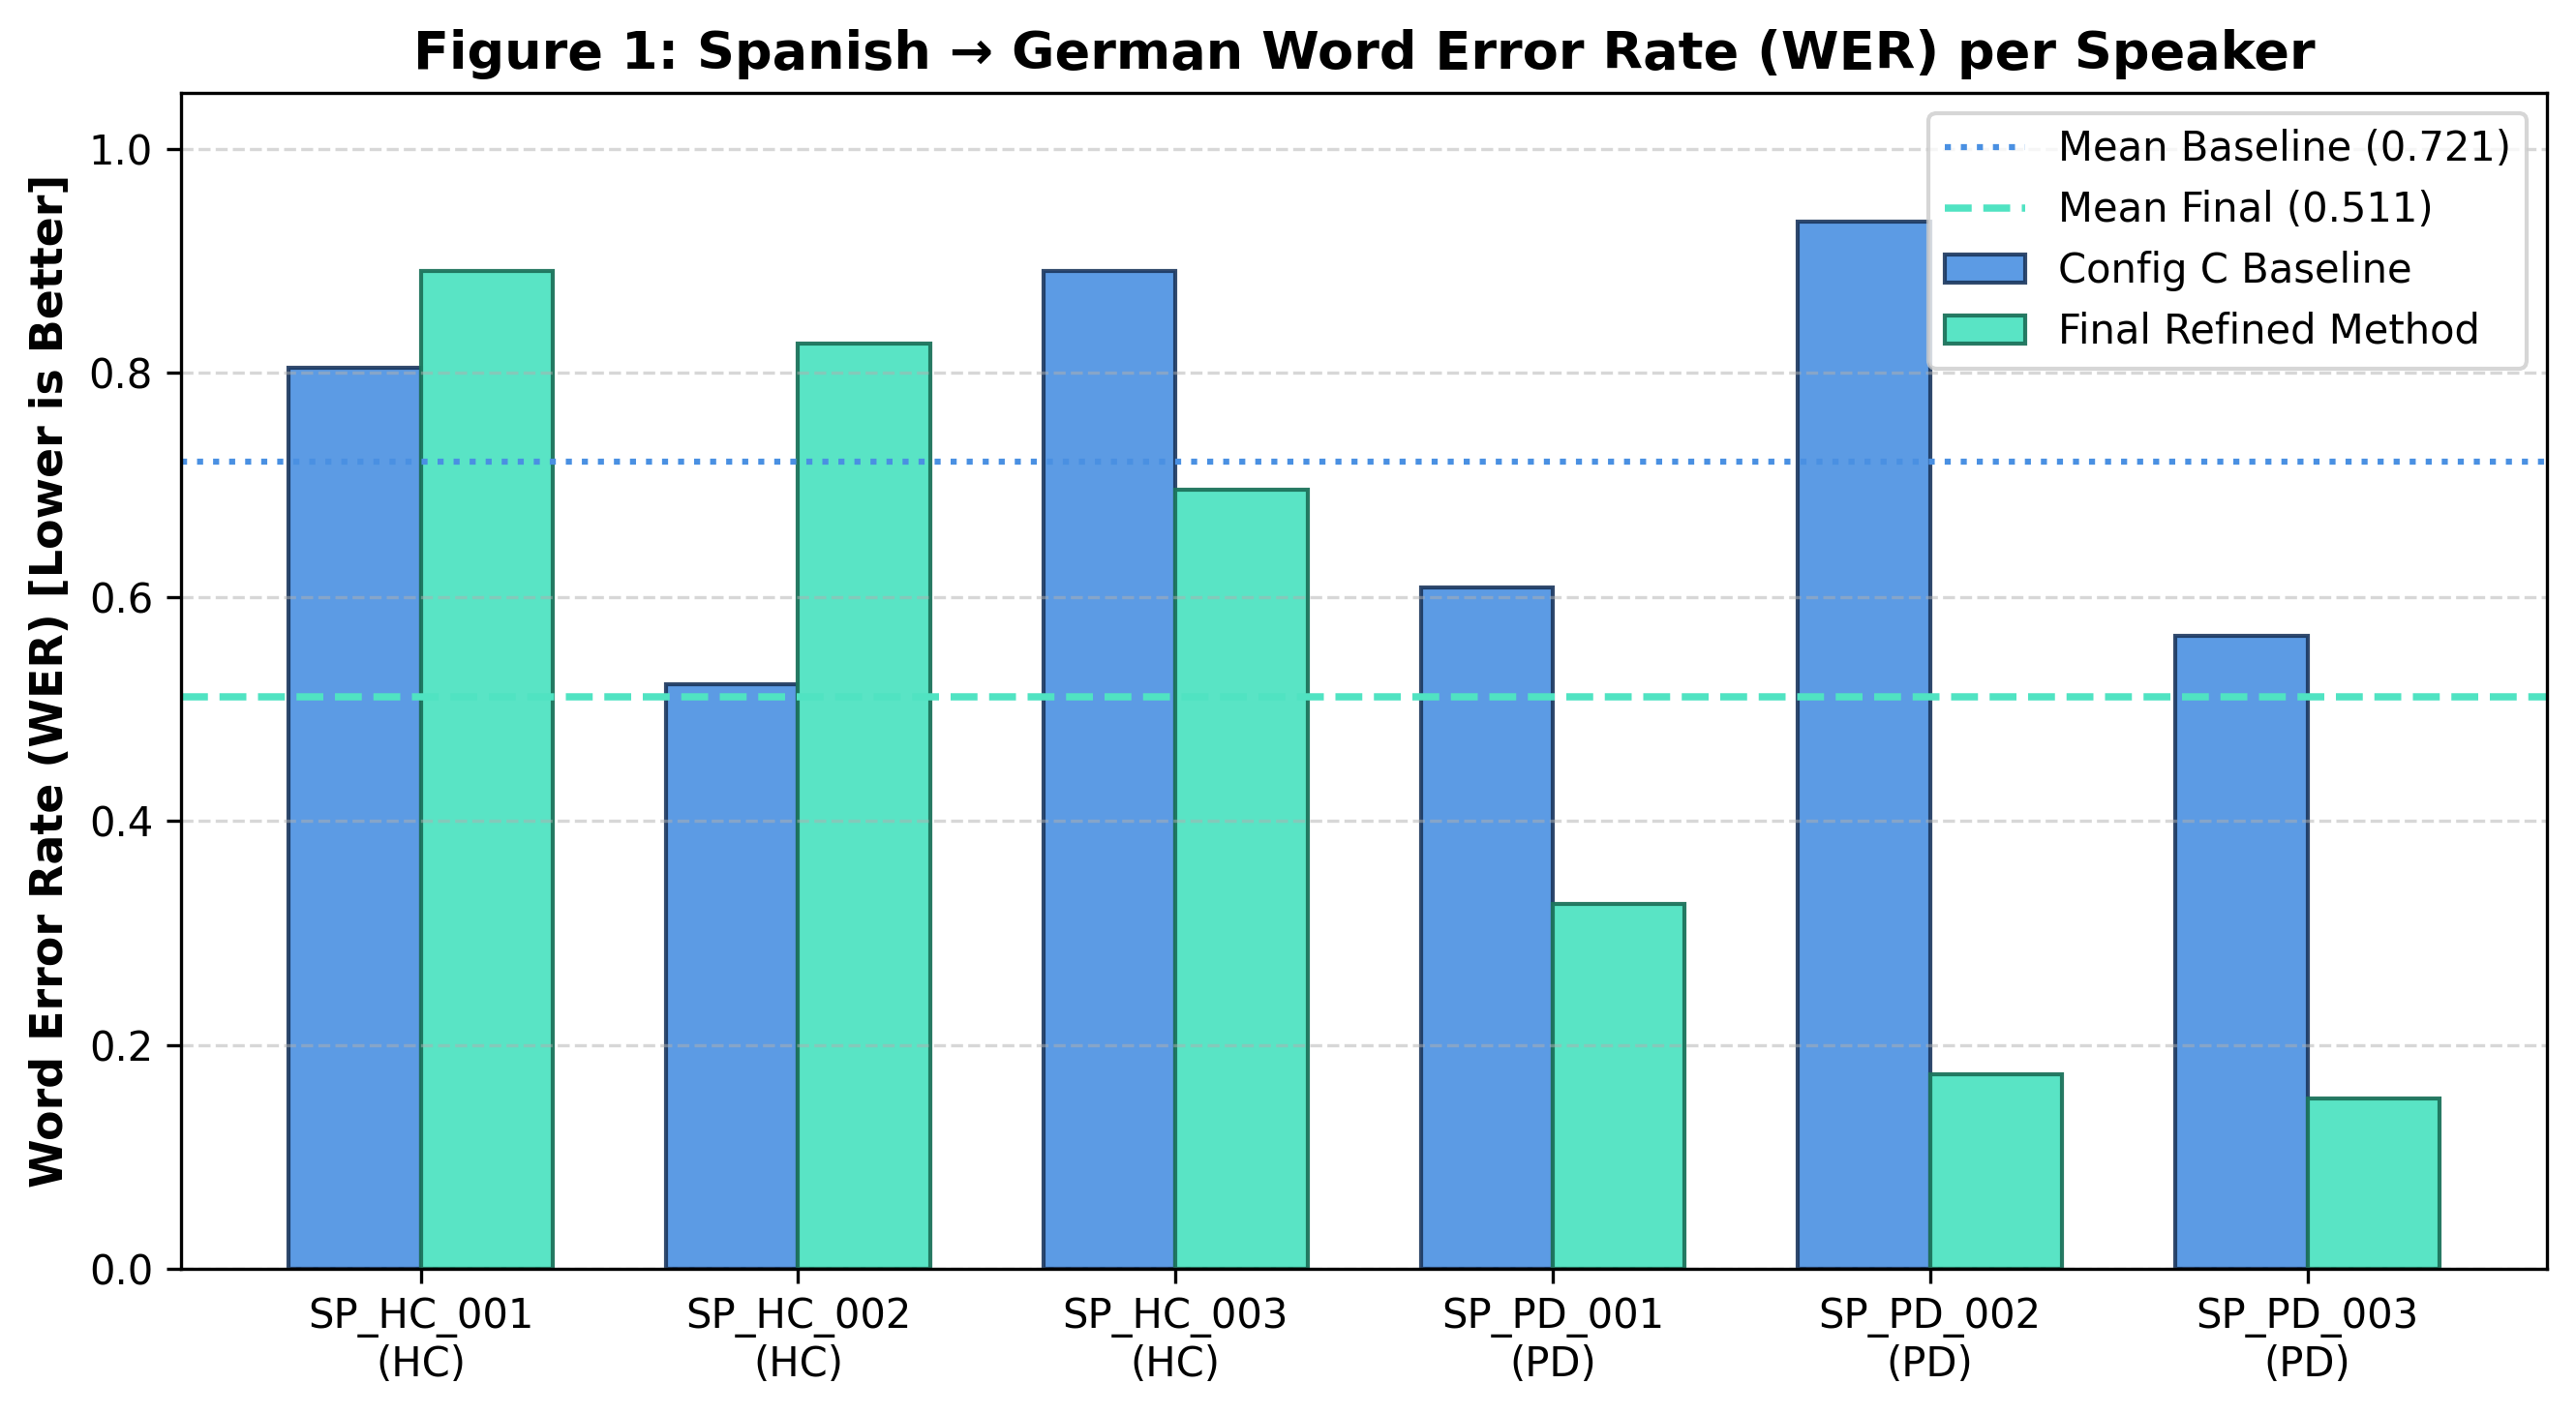 Figure 1: Spanish → German Word Error Rate (WER) per Speaker
Word Error Rate (WER) [Lower is Better]
1.0
0.8
0.6
0.4
0.2
0.0
Mean Baseline (0.721)
Mean Final (0.511)
Config C Baseline
Final Refined Method
SP_HC_001
(HC)
SP_HC_002
(HC)
SP_HC_003
(HC)
SP_PD_001
(PD)
SP_PD_002
(PD)
SP_PD_003
(PD)